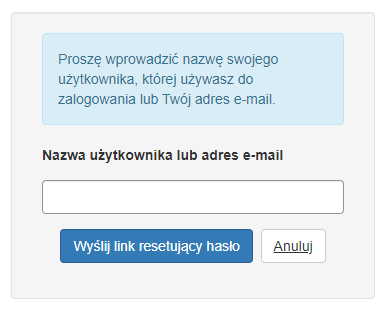 Proszę wprowadzić nazwę swojego
użytkownika, której używasz do
zalogowania lub Twój adres e-mail.
Nazwa użytkownika lub adres e-mail
Wyślij link resetujący hasło Anuluj